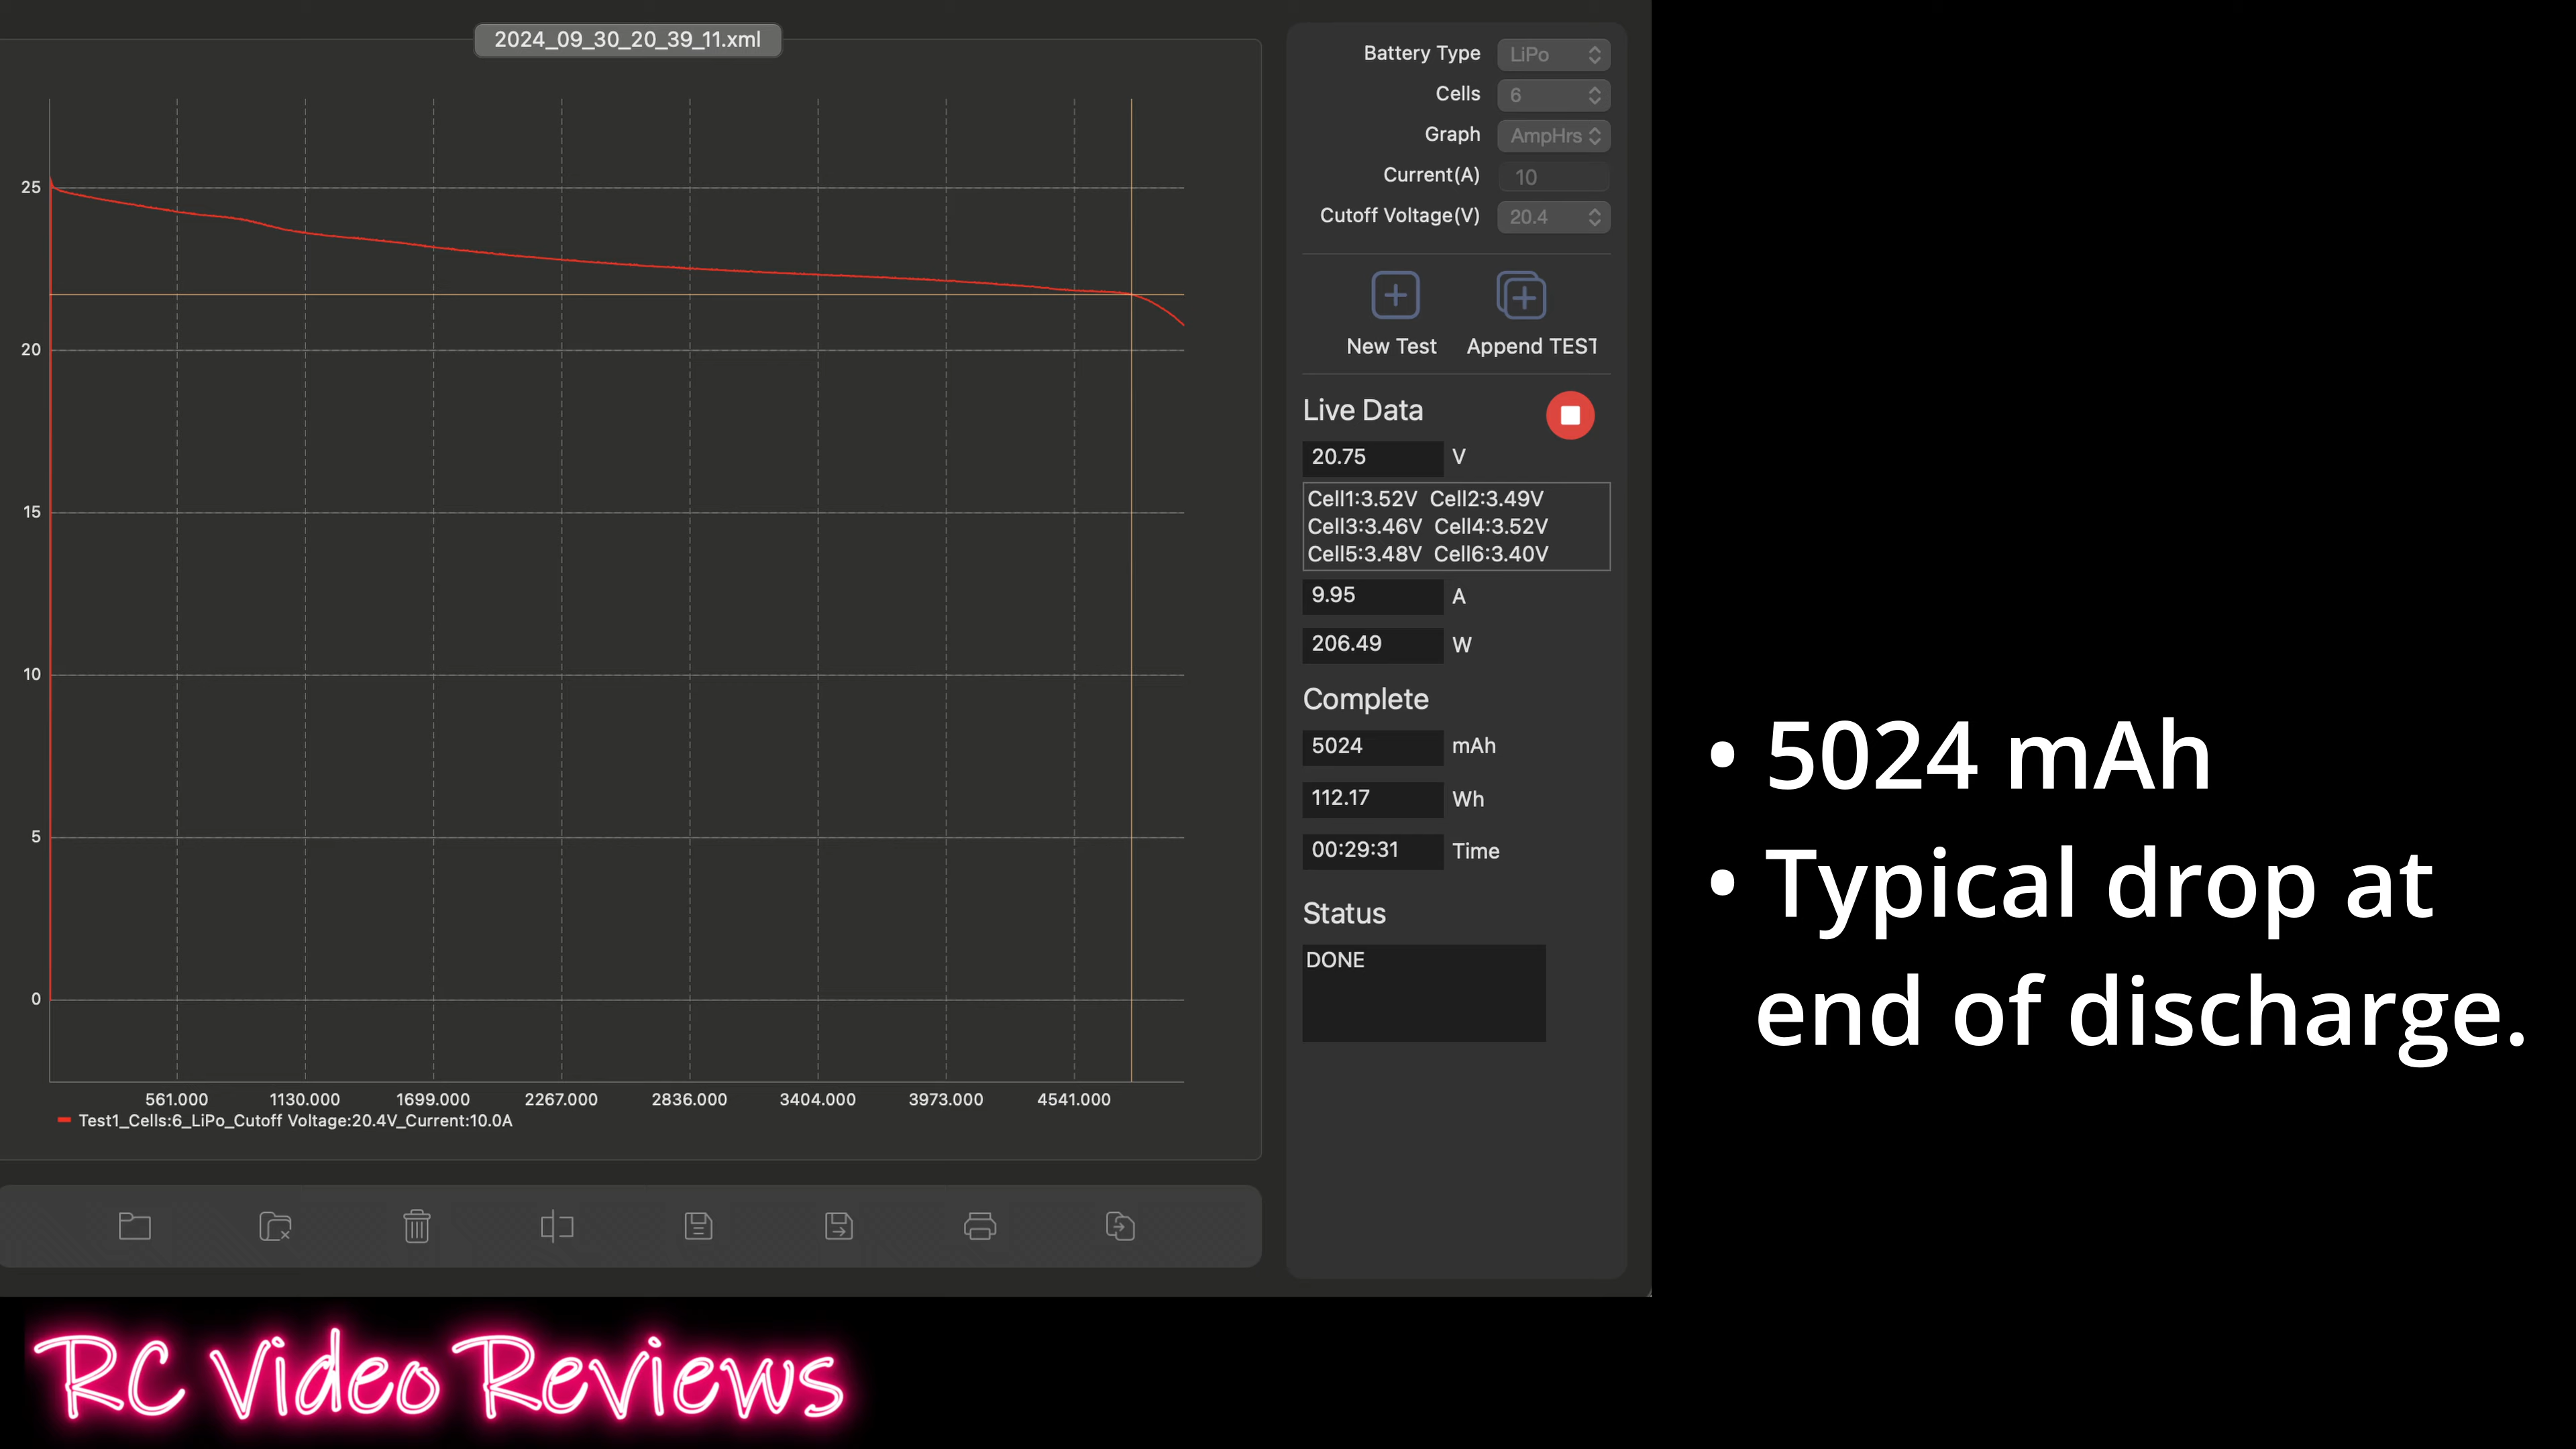 2024_09_30_20_39_11.xml
25
20
15
10
5
0
561.000 1130.000 1699.000 2267.000 2836.000 3404.000 3973.000 4541.000
Test1_Cells:6_LiPo_Cutoff Voltage:20.4V_Current:10.0A
Battery Type LiPo
Cells 6
Graph AmpHrs
Current(A) 10
Cutoff Voltage(V) 20.4
New Test Append TEST
Live Data
20.75 V
Cell1:3.52V Cell2:3.49V
Cell3:3.46V Cell4:3.52V
Cell5:3.48V Cell6:3.40V
9.95 A
206.49 W
Complete
5024 mAh
112.17 Wh
00:29:31 Time
Status
DONE
• 5024 mAh
• Typical drop at
end of discharge.
RC Video Reviews